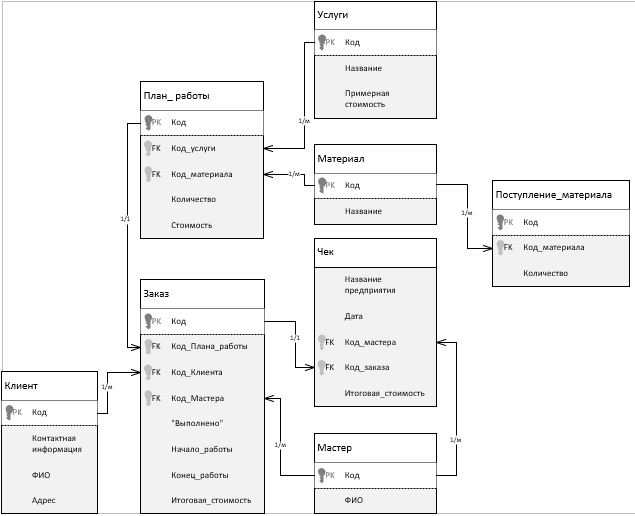 Услуги
PK Код
Название
Примерная
стоимость
1/м
План_ работы
PK Код
FK Код_услуги
FK Код_материала
Количество
Стоимость
1/м
Материал
PK Код
Название
1/м
Поступление_материала
PK Код
FK Код_материала
Количество
1/1
Чек
Название
предприятия
Дата
FK Код_мастера
FK Код_заказа
Итоговая_стоимость
1/1
Заказ
PK Код
FK Код_Плана_работы
FK Код_Клиента
FK Код_Мастера
"Выполнено"
Начало_работы
Конец_работы
Итоговая_стоимость
1/м
Клиент
PK Код
Контактная
информация
ФИО
Адрес
1/м
1/м
Мастер
PK Код
ФИО